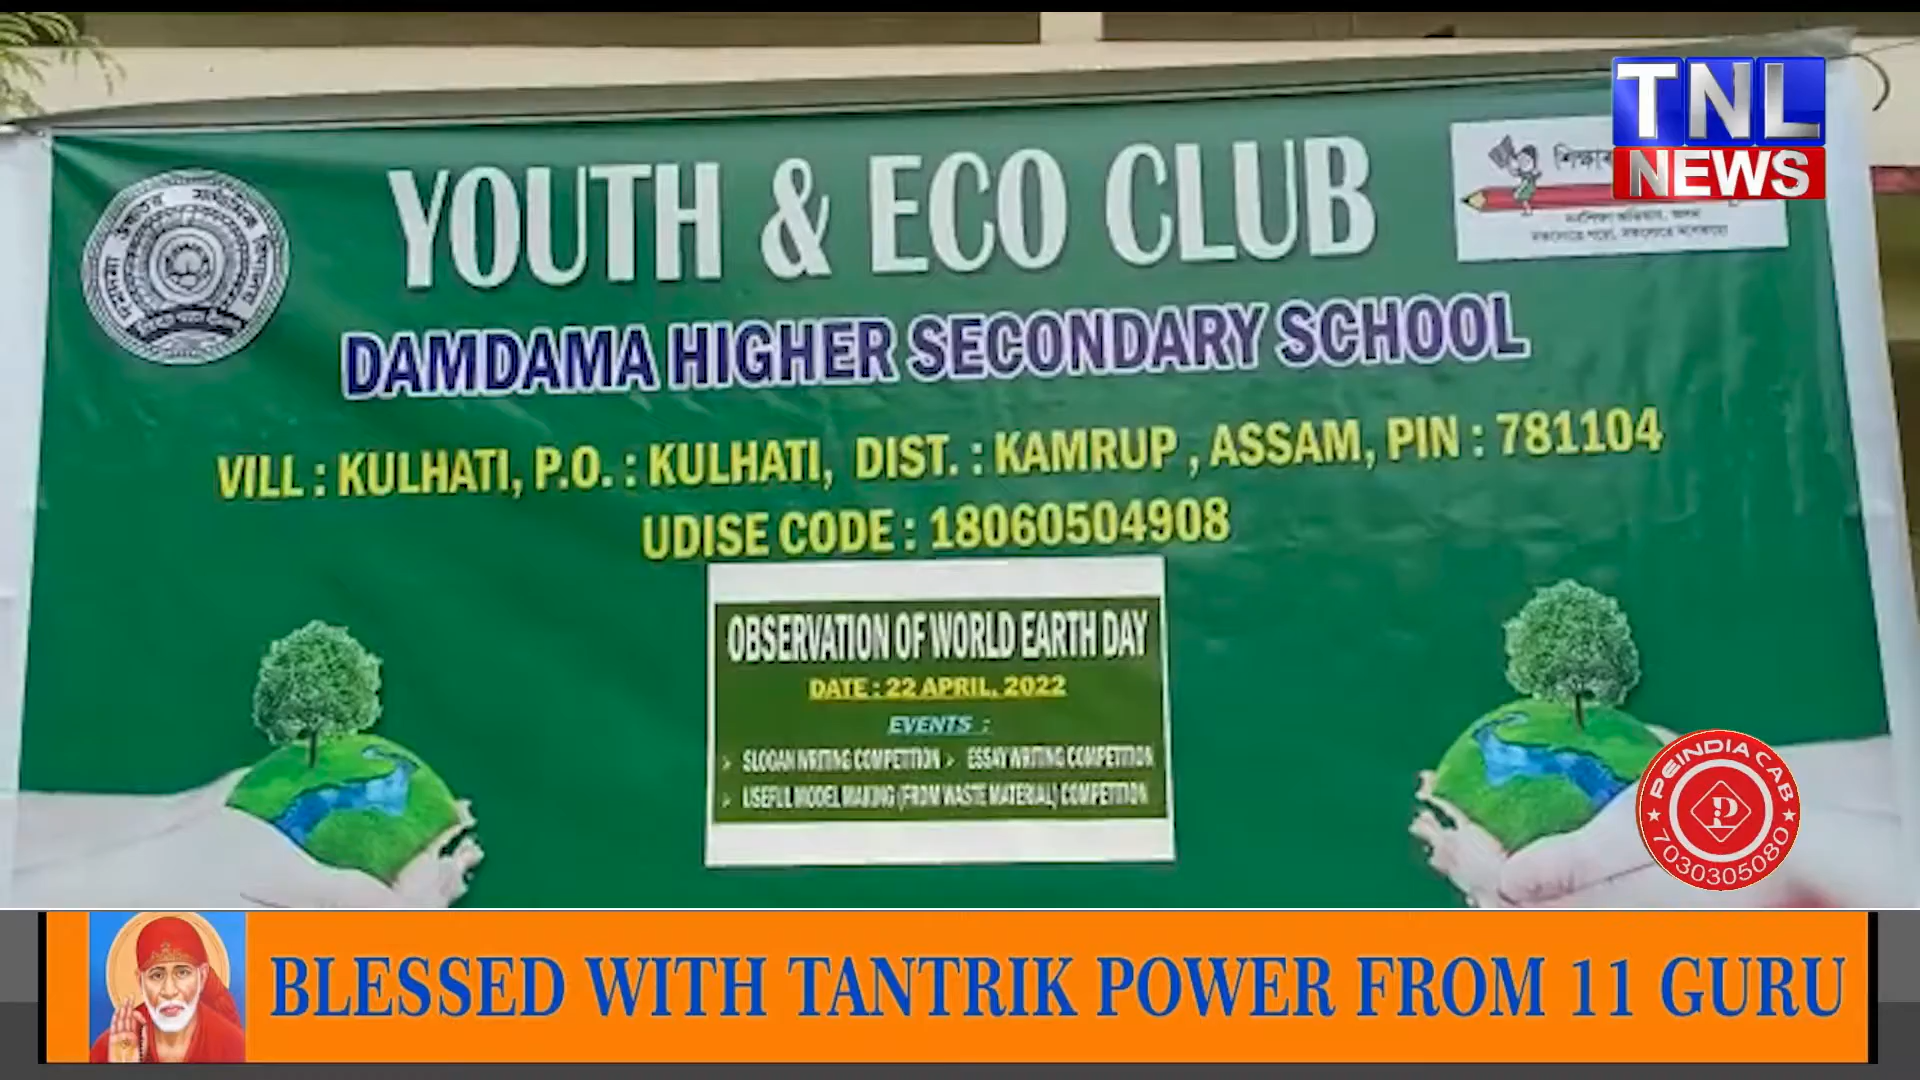 TNL
NEWS
YOUTH & ECO CLUB
DAMDAMA HIGHER SECONDARY SCHOOL
VILL : KULHATI, P.O. : KULHATI, DIST. : KAMRUP , ASSAM, PIN : 781104
UDISE CODE : 18060504908
OBSERVATION OF WORLD EARTH DAY
DATE : 22 APRIL, 2022
EVENTS :
> SLOGAN WRITING COMPETITION > ESSAY WRITING COMPETITION
> USEFUL MODEL MAKING (FROM WASTE MATERIAL) COMPETITION
PEINDIA CAB
7030305080
BLESSED WITH TANTRIK POWER FROM 11 GURU